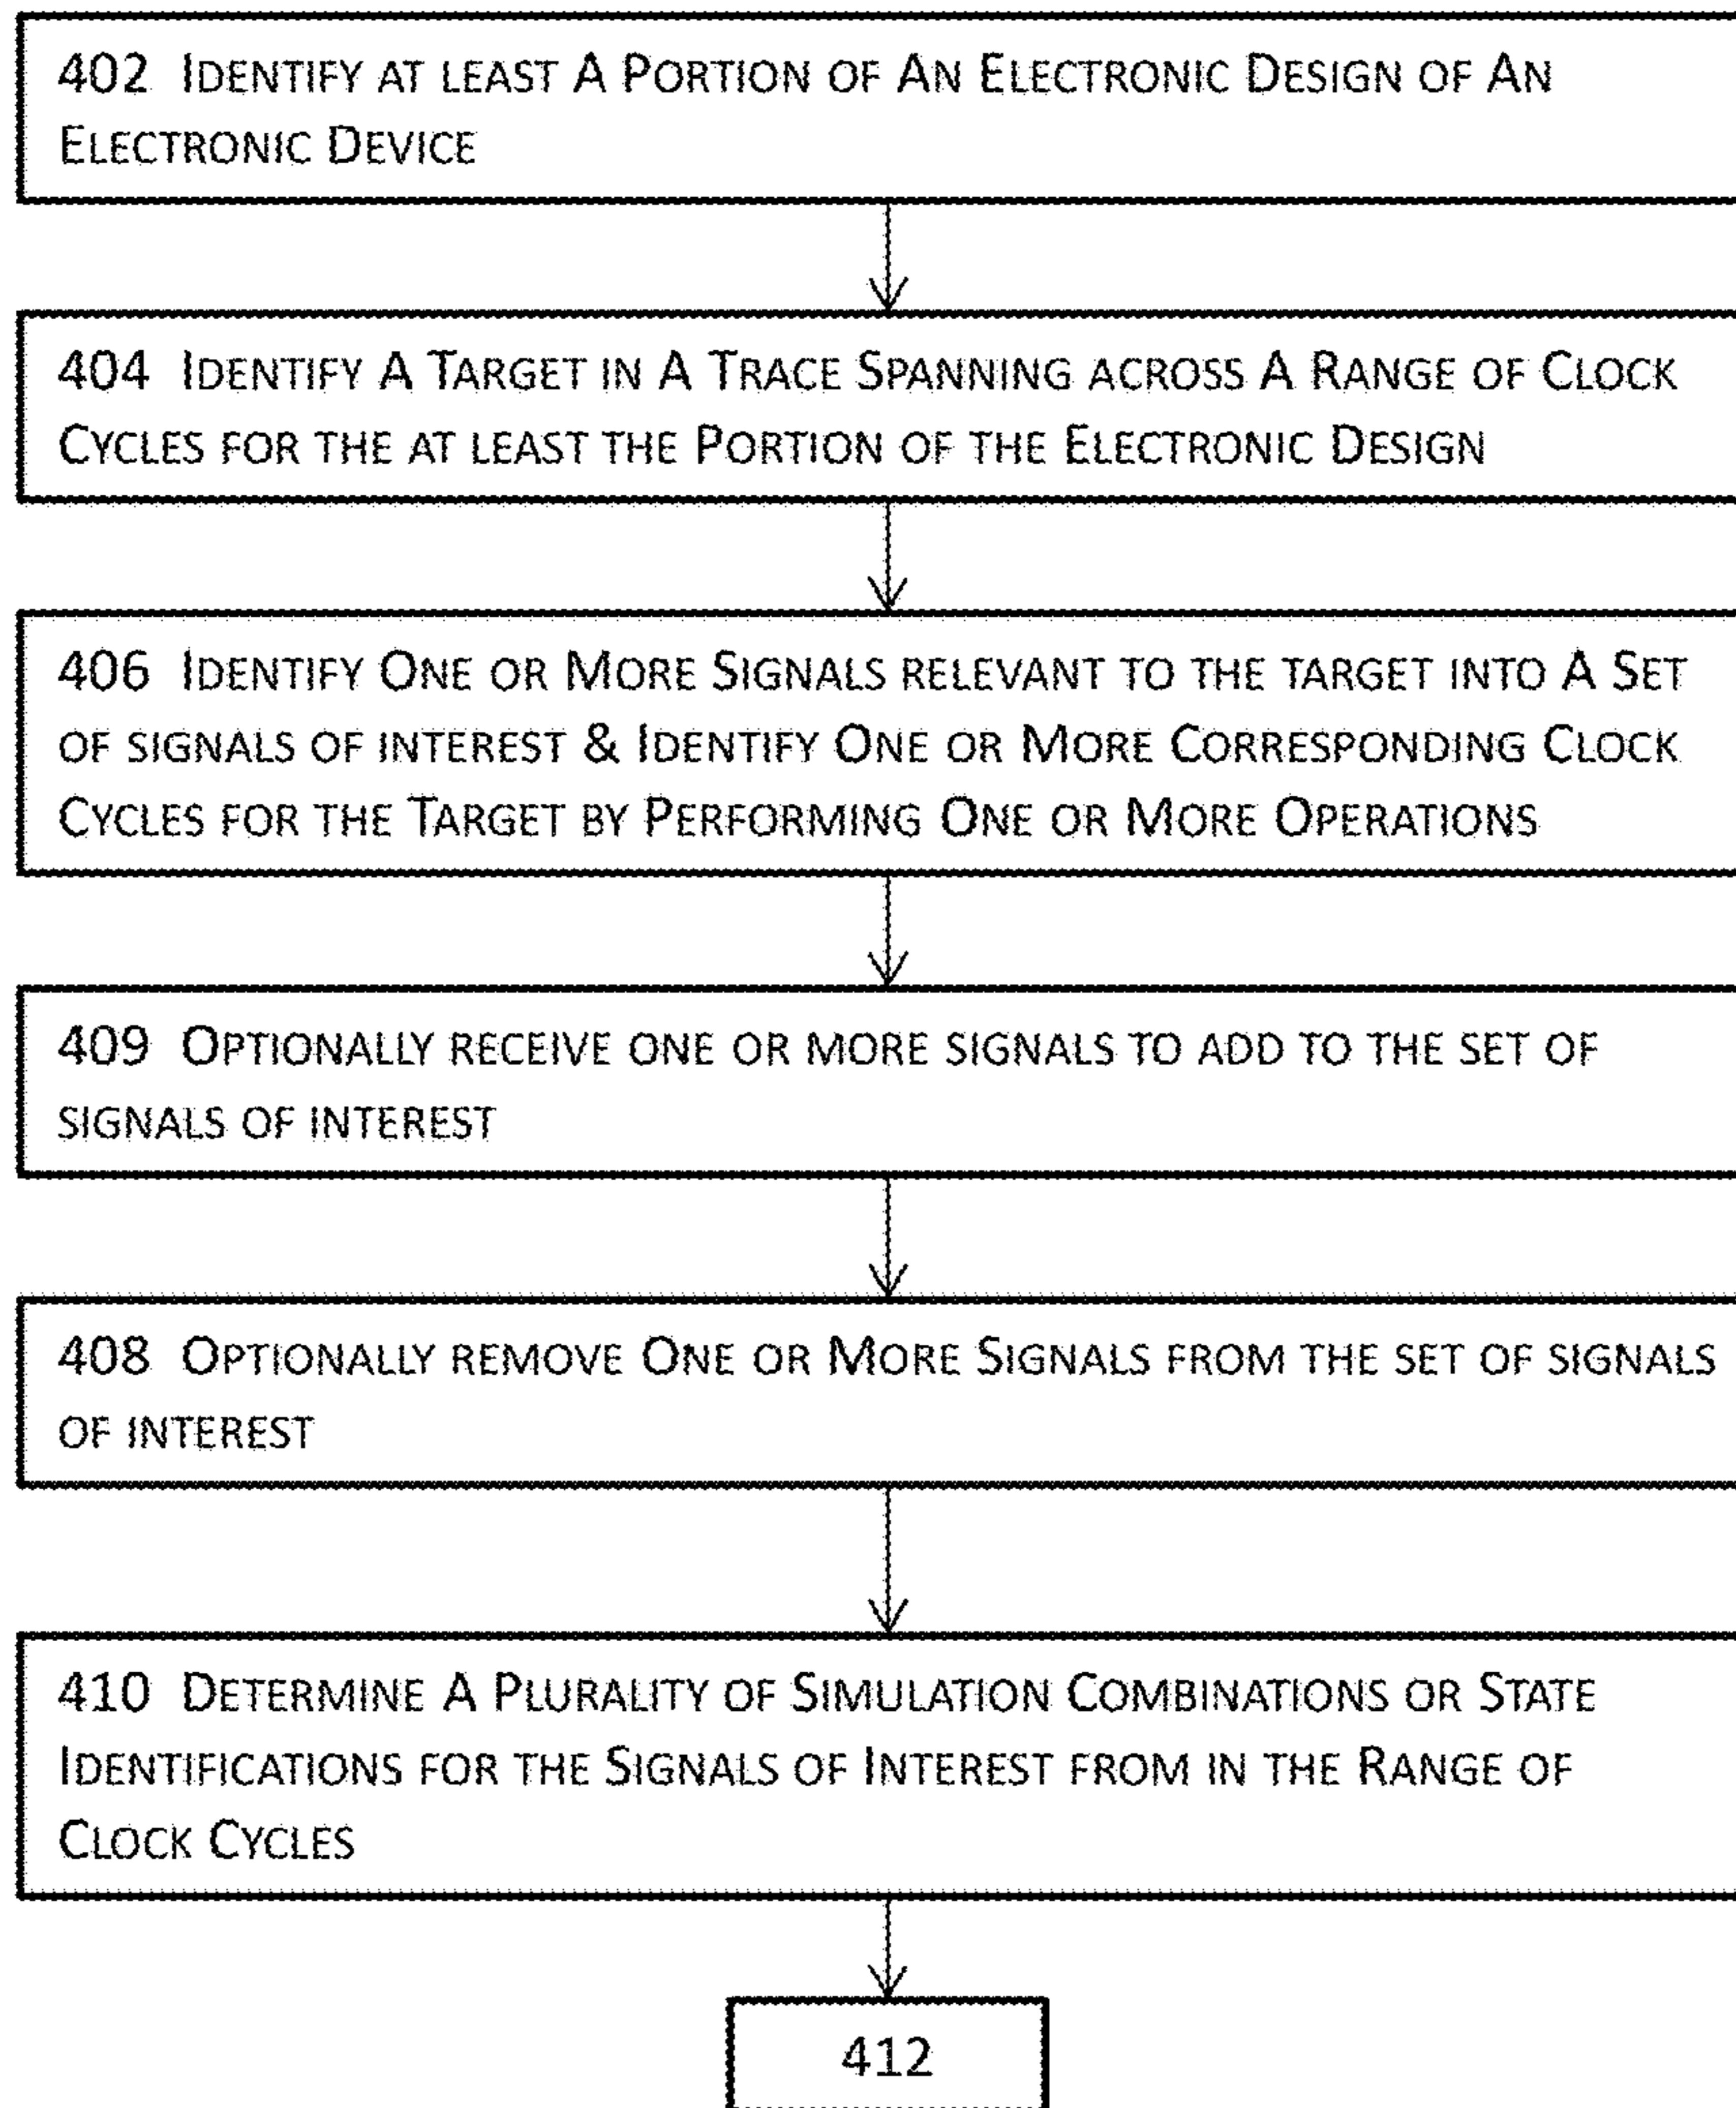 402 Identify at least A Portion of An Electronic Design of An
Electronic Device
404 Identify A Target in A Trace Spanning across A Range of Clock
Cycles for the at least the Portion of the Electronic Design
406 Identify One or More Signals relevant to the target into A Set
of signals of interest & Identify One or More Corresponding Clock
Cycles for the Target by Performing One or More Operations
409 Optionally receive one or more signals to add to the set of
signals of interest
408 Optionally remove One or More Signals from the set of signals
of interest
410 Determine A Plurality of Simulation Combinations or State
Identifications for the Signals of Interest from in the Range of
Clock Cycles
412